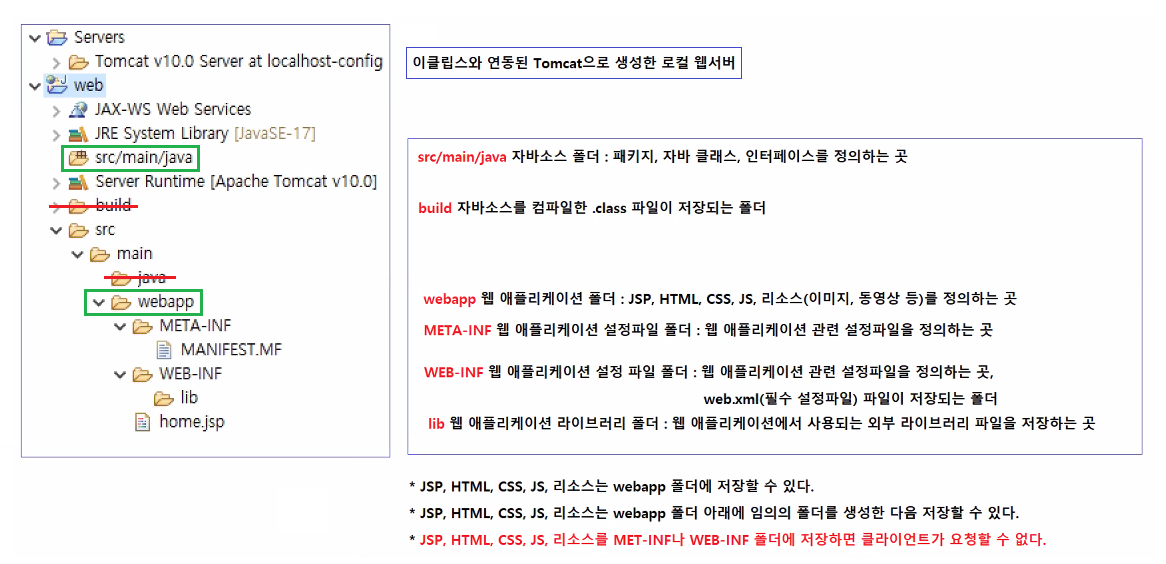 Servers
Tomcat v10.0 Server at localhost-config
이클립스와 연동된 Tomcat으로 생성한 로컬 웹서버
web
JAX-WS Web Services
JRE System Library [JavaSE-17]
src/main/java
src/main/java 자바소스 폴더 : 패키지, 자바 클래스, 인터페이스를 정의하는 곳
Server Runtime [Apache Tomcat v10.0]
build
build 자바소스를 컴파일한 .class 파일이 저장되는 폴더
src
main
java
webapp
webapp 웹 애플리케이션 폴더 : JSP, HTML, CSS, JS, 리소스(이미지, 동영상 등)를 정의하는 곳
META-INF
META-INF 웹 애플리케이션 설정파일 폴더 : 웹 애플리케이션 관련 설정파일을 정의하는 곳
MANIFEST.MF
WEB-INF
WEB-INF 웹 애플리케이션 설정 파일 폴더 : 웹 애플리케이션 관련 설정파일을 정의하는 곳,
web.xml(필수 설정파일) 파일이 저장되는 폴더
lib
lib 웹 애플리케이션 라이브러리 폴더 : 웹 애플리케이션에서 사용되는 외부 라이브러리 파일을 저장하는 곳
home.jsp
* JSP, HTML, CSS, JS, 리소스는 webapp 폴더에 저장할 수 있다.
* JSP, HTML, CSS, JS, 리소스는 webapp 폴더 아래에 임의의 폴더를 생성한 다음 저장할 수 있다.
* JSP, HTML, CSS, JS, 리소스를 MET-INF나 WEB-INF 폴더에 저장하면 클라이언트가 요청할 수 없다.